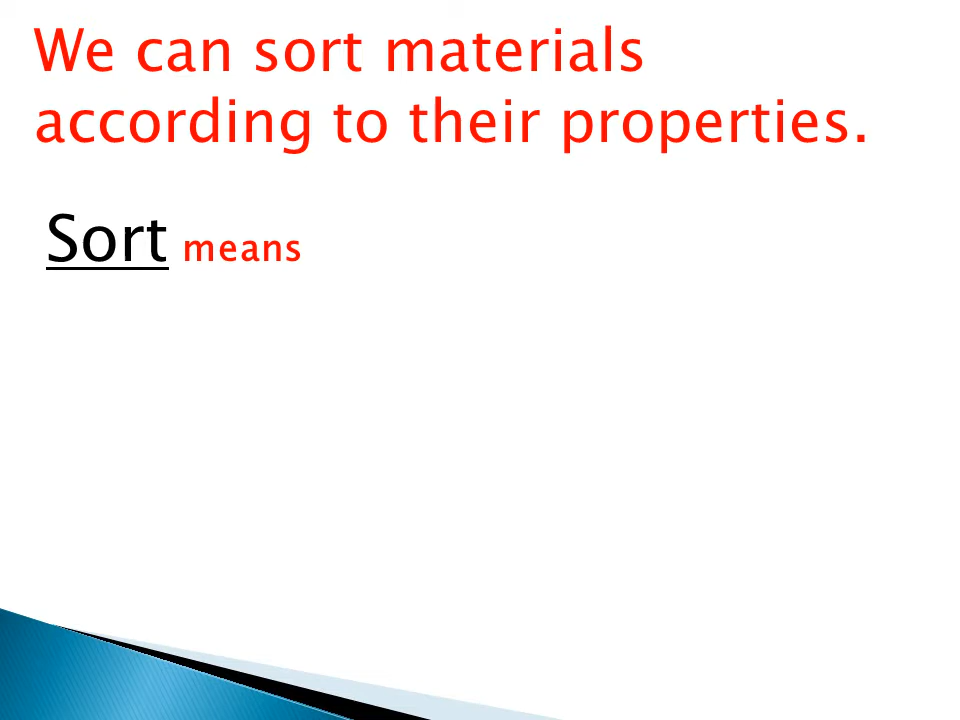 We can sort materials
according to their properties.
Sort means